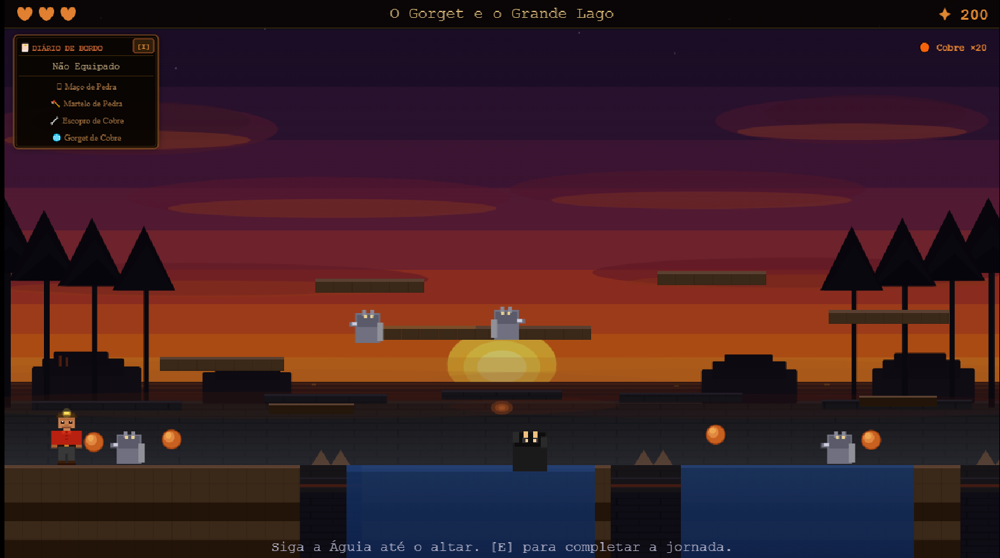 O Gorget e o Grande Lago
200
DIÁRIO DE BORDO
[I]
Cobre ×20
Não Equipado
Maço de Pedra
Martelo de Pedra
Escopro de Cobre
Gorget de Cobre
Siga a Águia até o altar. [E] para completar a jornada.